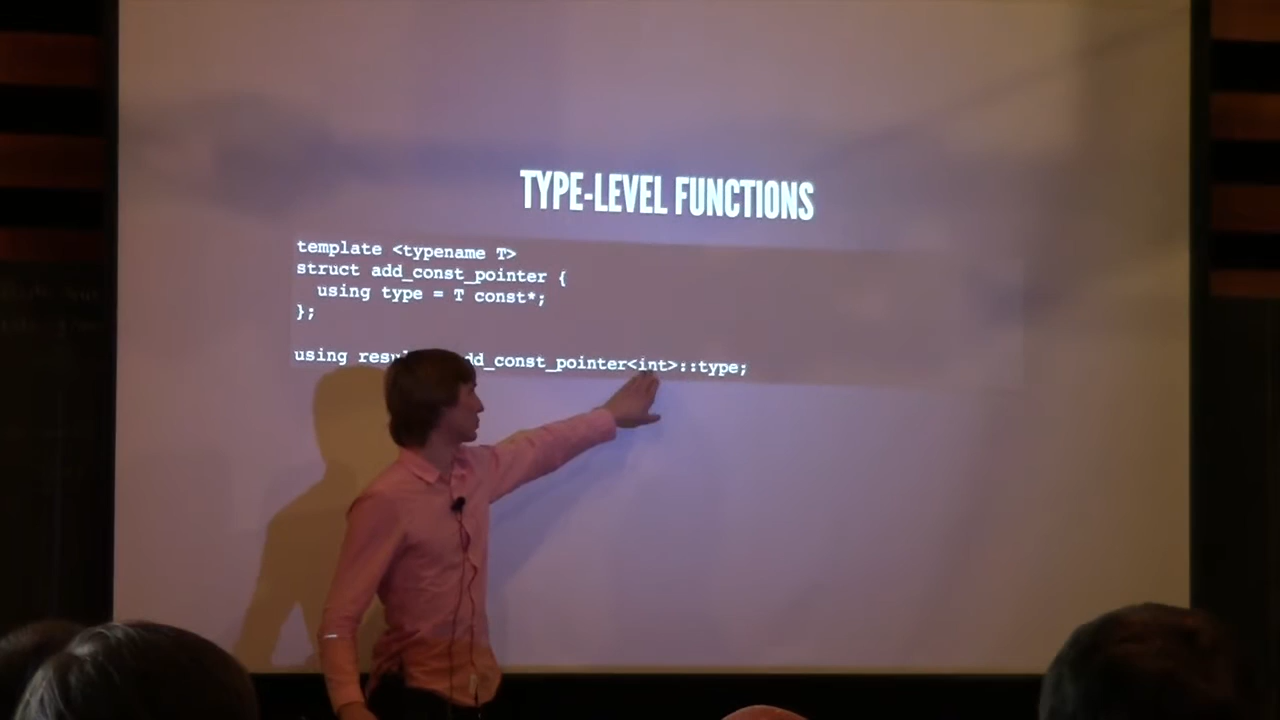 TYPE-LEVEL FUNCTIONS
template <typename T>
struct add_const_pointer {
  using type = T const*;
};
using dd_const_pointer<int>::type;